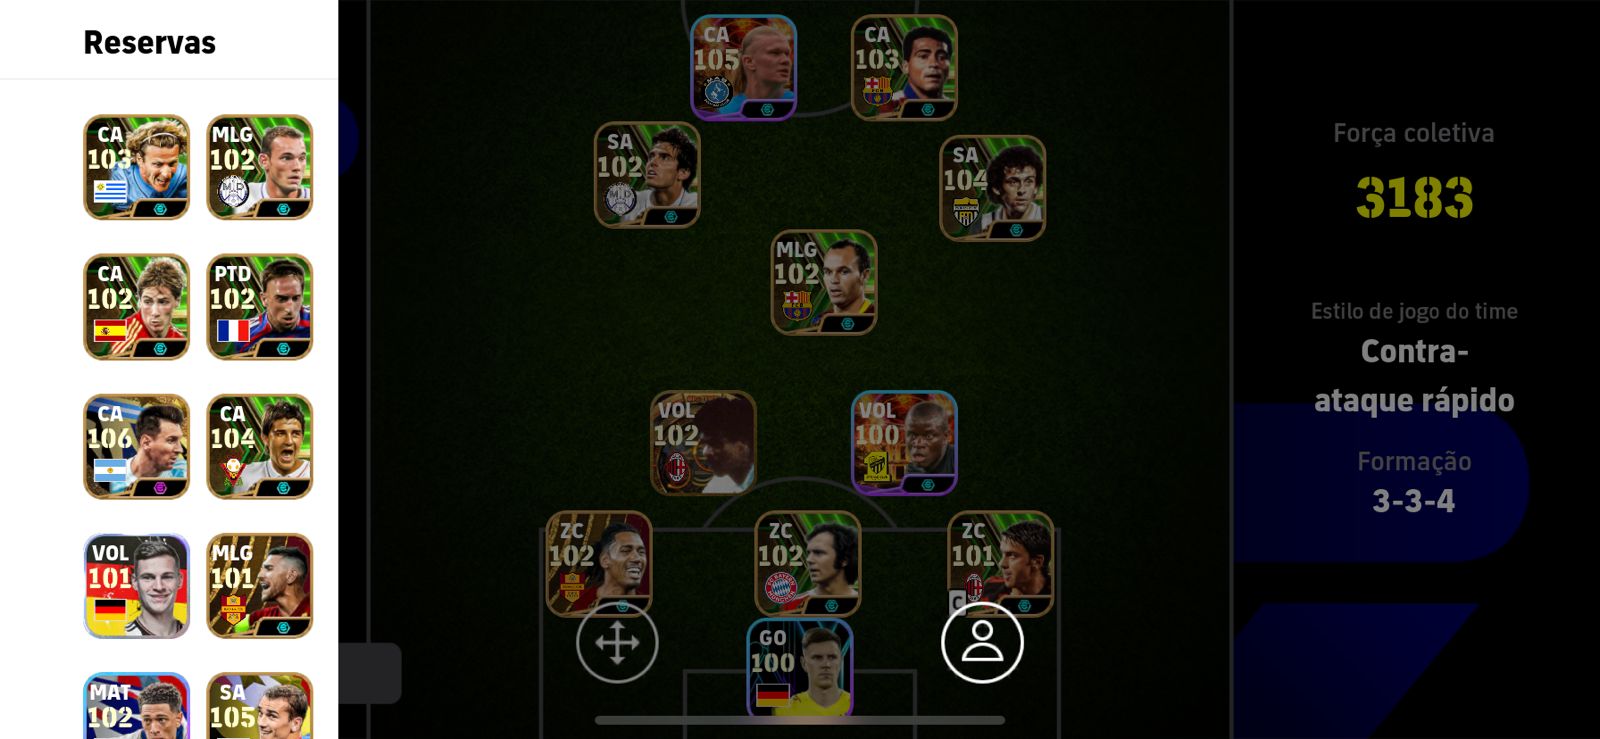 Reservas
CA
103
MLG
102
CA
102
PTD
102
CA
106
CA
104
VOL
101
MLG
101
MAT
102
SA
105
CA
105
CA
103
SA
102
SA
104
MLG
102
VOL
102
VOL
100
ZC
102
ZC
102
ZC
101
C
GO
100
Força coletiva
3183
Estilo de jogo do time
Contra-
ataque rápido
Formação
3-3-4